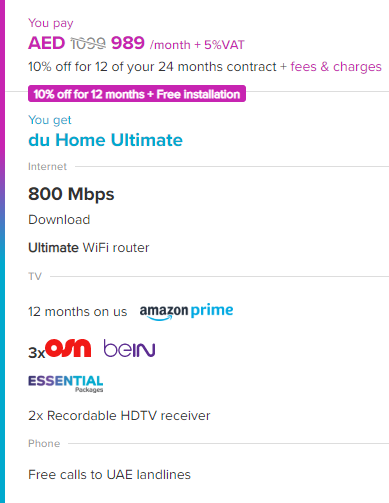 You pay
AED 1099 989 /month + 5%VAT
10% off for 12 of your 24 months contract + fees & charges
10% off for 12 months + Free installation
You get
du Home Ultimate
Internet
800 Mbps
Download
Ultimate WiFi router
TV
12 months on us amazon prime
3x OSN beIN
ESSENTIAL
Packages
2x Recordable HDTV receiver
Phone
Free calls to UAE landlines